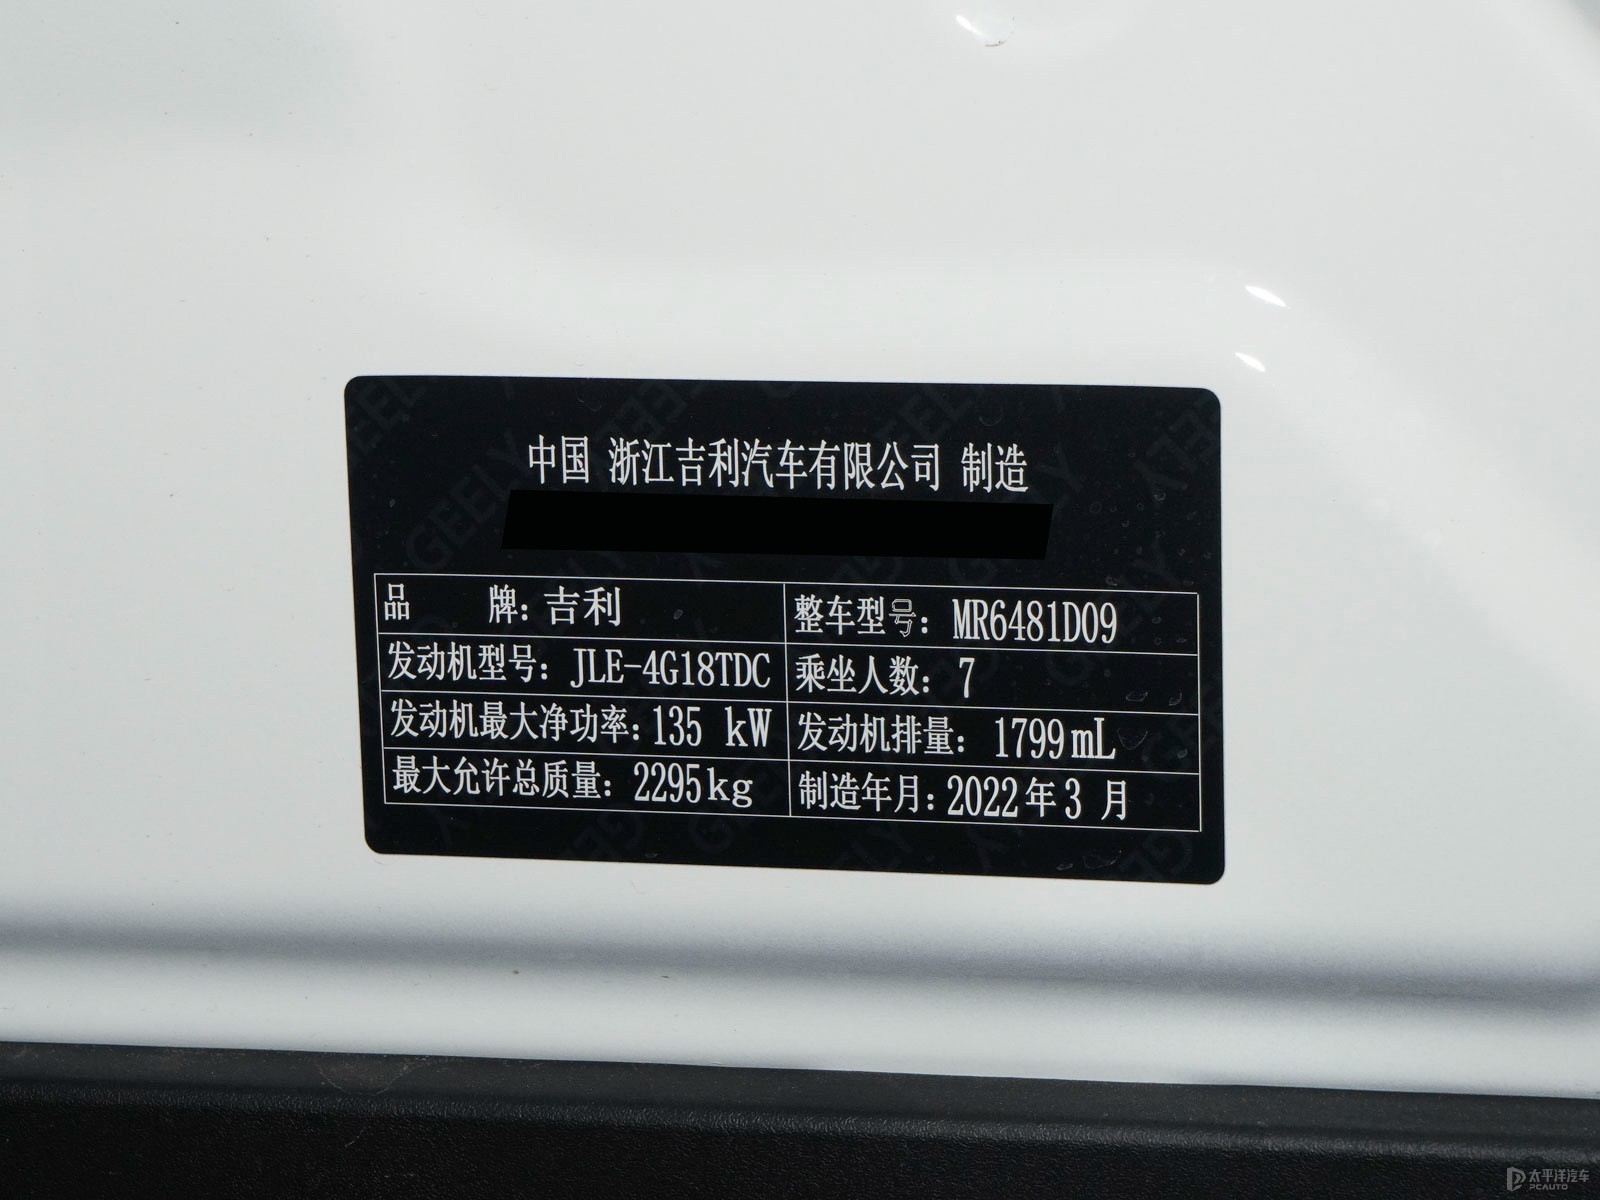 中国 浙江吉利汽车有限公司 制造
品 牌: 吉利 整车型号: MR6481D09
发动机型号: JLE-4G18TDC 乘坐人数: 7
发动机最大净功率: 135 kW 发动机排量: 1799mL
最大允许总质量: 2295kg 制造年月: 2022年3月
太平洋汽车
PCAUTO